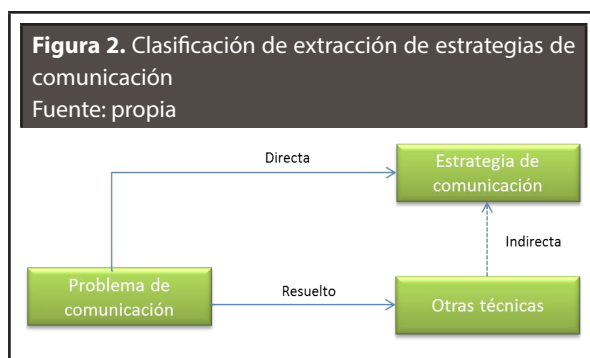 Figura 2. Clasificación de extracción de estrategias de
comunicación
Fuente: propia
Directa
Estrategia de
comunicación
Indirecta
Problema de
comunicación
Resuelto
Otras técnicas